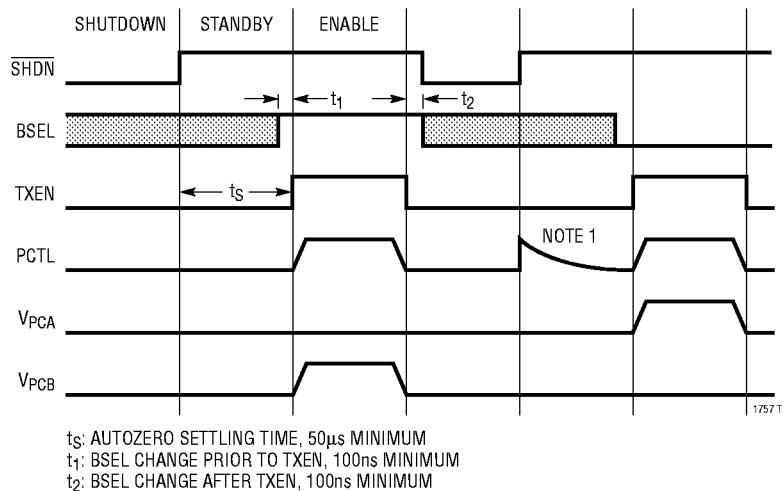 SHUTDOWN STANDBY ENABLE
SHDN
t1 t2
BSEL
TXEN
tS
PCTL
NOTE 1
VPCA
VPCB
1757 T
tS: AUTOZERO SETTLING TIME, 50µs MINIMUM
t1: BSEL CHANGE PRIOR TO TXEN, 100ns MINIMUM
t2: BSEL CHANGE AFTER TXEN, 100ns MINIMUM